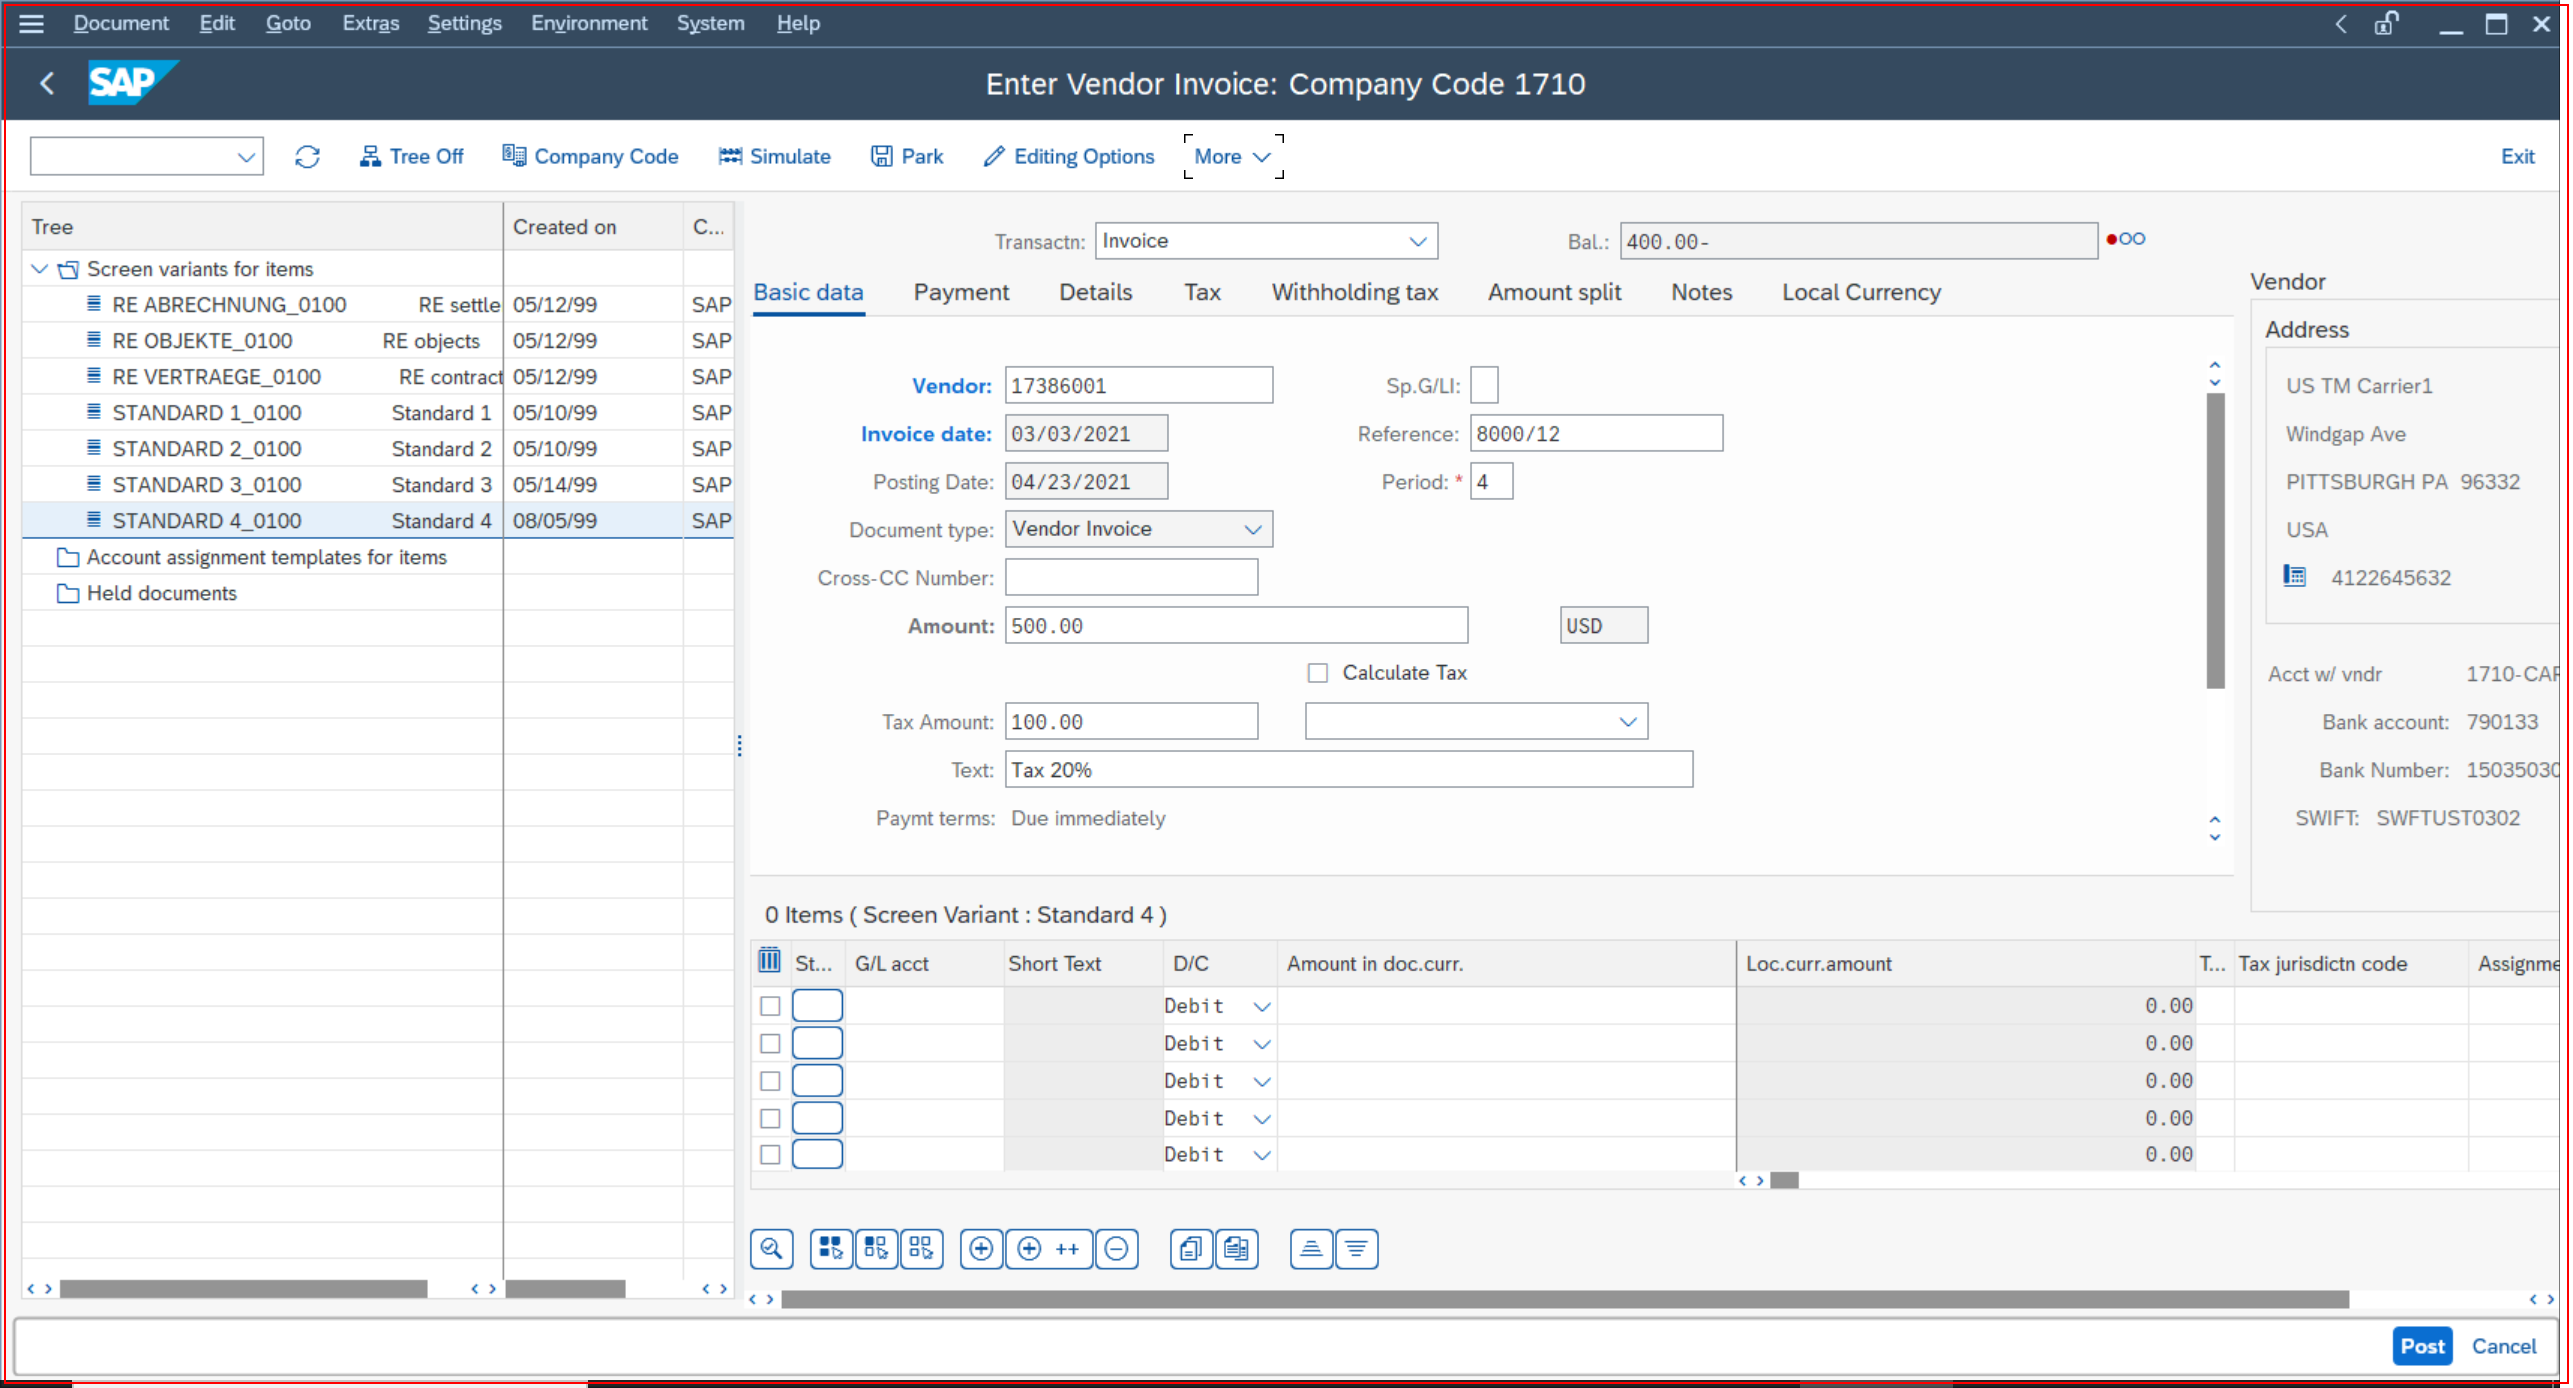 Document Edit Goto Extras Settings Environment System Help
SAP Enter Vendor Invoice: Company Code 1710
Tree Off Company Code Simulate Park Editing Options More Exit
Tree Created on C...
Screen variants for items
RE ABRECHNUNG_0100 RE settle 05/12/99 SAP
RE OBJEKTE_0100 RE objects 05/12/99 SAP
RE VERTRAEGE_0100 RE contract 05/12/99 SAP
STANDARD 1_0100 Standard 1 05/10/99 SAP
STANDARD 2_0100 Standard 2 05/10/99 SAP
STANDARD 3_0100 Standard 3 05/14/99 SAP
STANDARD 4_0100 Standard 4 08/05/99 SAP
Account assignment templates for items
Held documents
Transactn: Invoice Bal.: 400.00-
Basic data Payment Details Tax Withholding tax Amount split Notes Local Currency
Vendor: 17386001 Sp.G/LI:
Invoice date: 03/03/2021 Reference: 8000/12
Posting Date: 04/23/2021 Period: * 4
Document type: Vendor Invoice
Cross-CC Number:
Amount: 500.00 USD
Calculate Tax
Tax Amount: 100.00
Text: Tax 20%
Paymt terms: Due immediately
Vendor
Address
US TM Carrier1
Windgap Ave
PITTSBURGH PA 96332
USA
4122645632
Acct w/ vndr 1710-CAR
Bank account: 790133
Bank Number: 15035030
SWIFT: SWFTUST0302
0 Items ( Screen Variant : Standard 4 )
St... G/L acct Short Text D/C Amount in doc.curr. Loc.curr.amount T... Tax jurisdictn code Assignme
Debit 0.00
Debit 0.00
Debit 0.00
Debit 0.00
Debit 0.00
++
Post Cancel